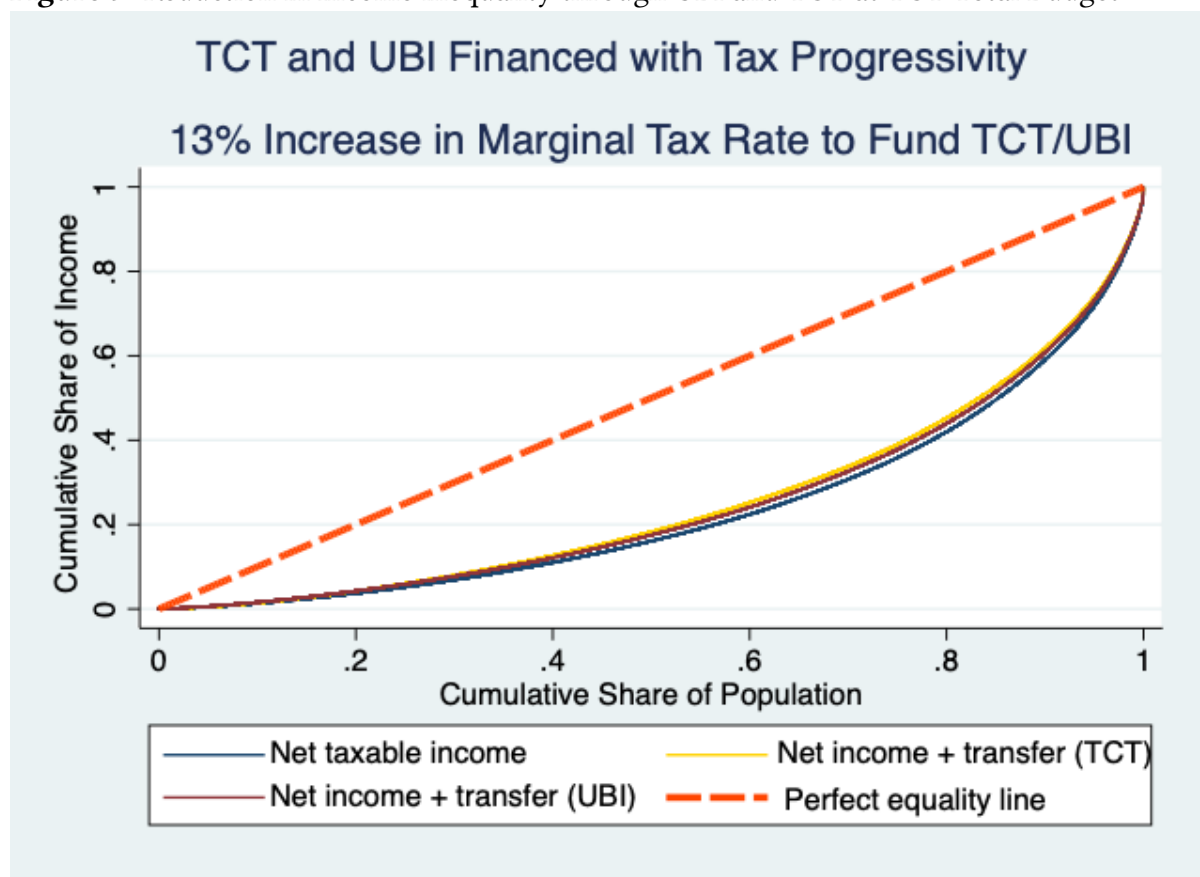 TCT and UBI Financed with Tax Progressivity
13% Increase in Marginal Tax Rate to Fund TCT/UBI
Cumulative Share of Income
1
.8
.6
.4
.2
0
0 .2 .4 .6 .8 1
Cumulative Share of Population
Net taxable income
Net income + transfer (TCT)
Net income + transfer (UBI)
Perfect equality line